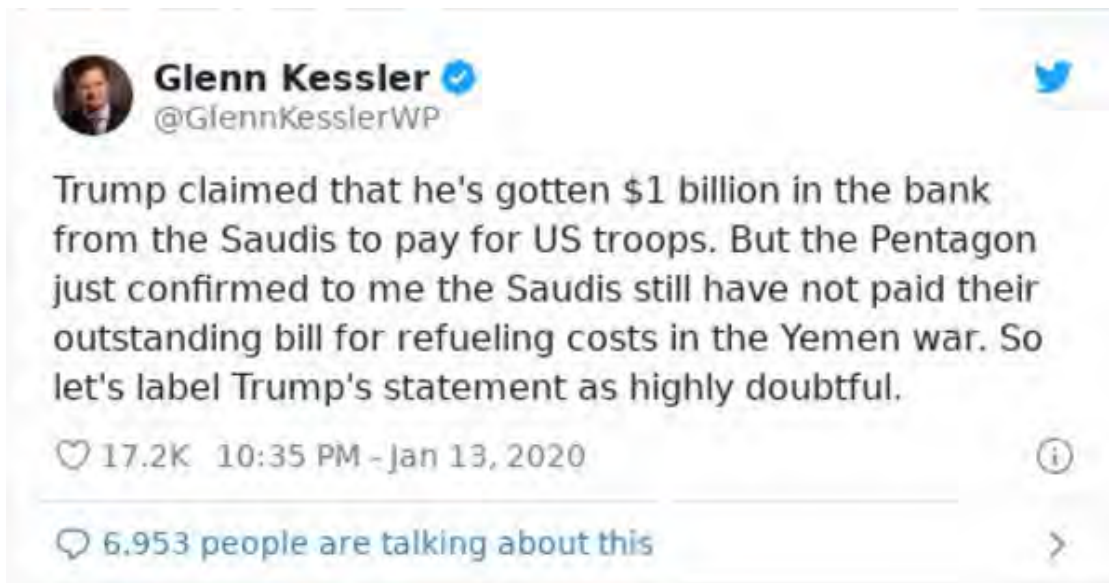 Glenn Kessler
@GlennKesslerWP
Trump claimed that he's gotten $1 billion in the bank
from the Saudis to pay for US troops. But the Pentagon
just confirmed to me the Saudis still have not paid their
outstanding bill for refueling costs in the Yemen war. So
let's label Trump's statement as highly doubtful.
17.2K 10:35 PM - Jan 13, 2020
6,953 people are talking about this